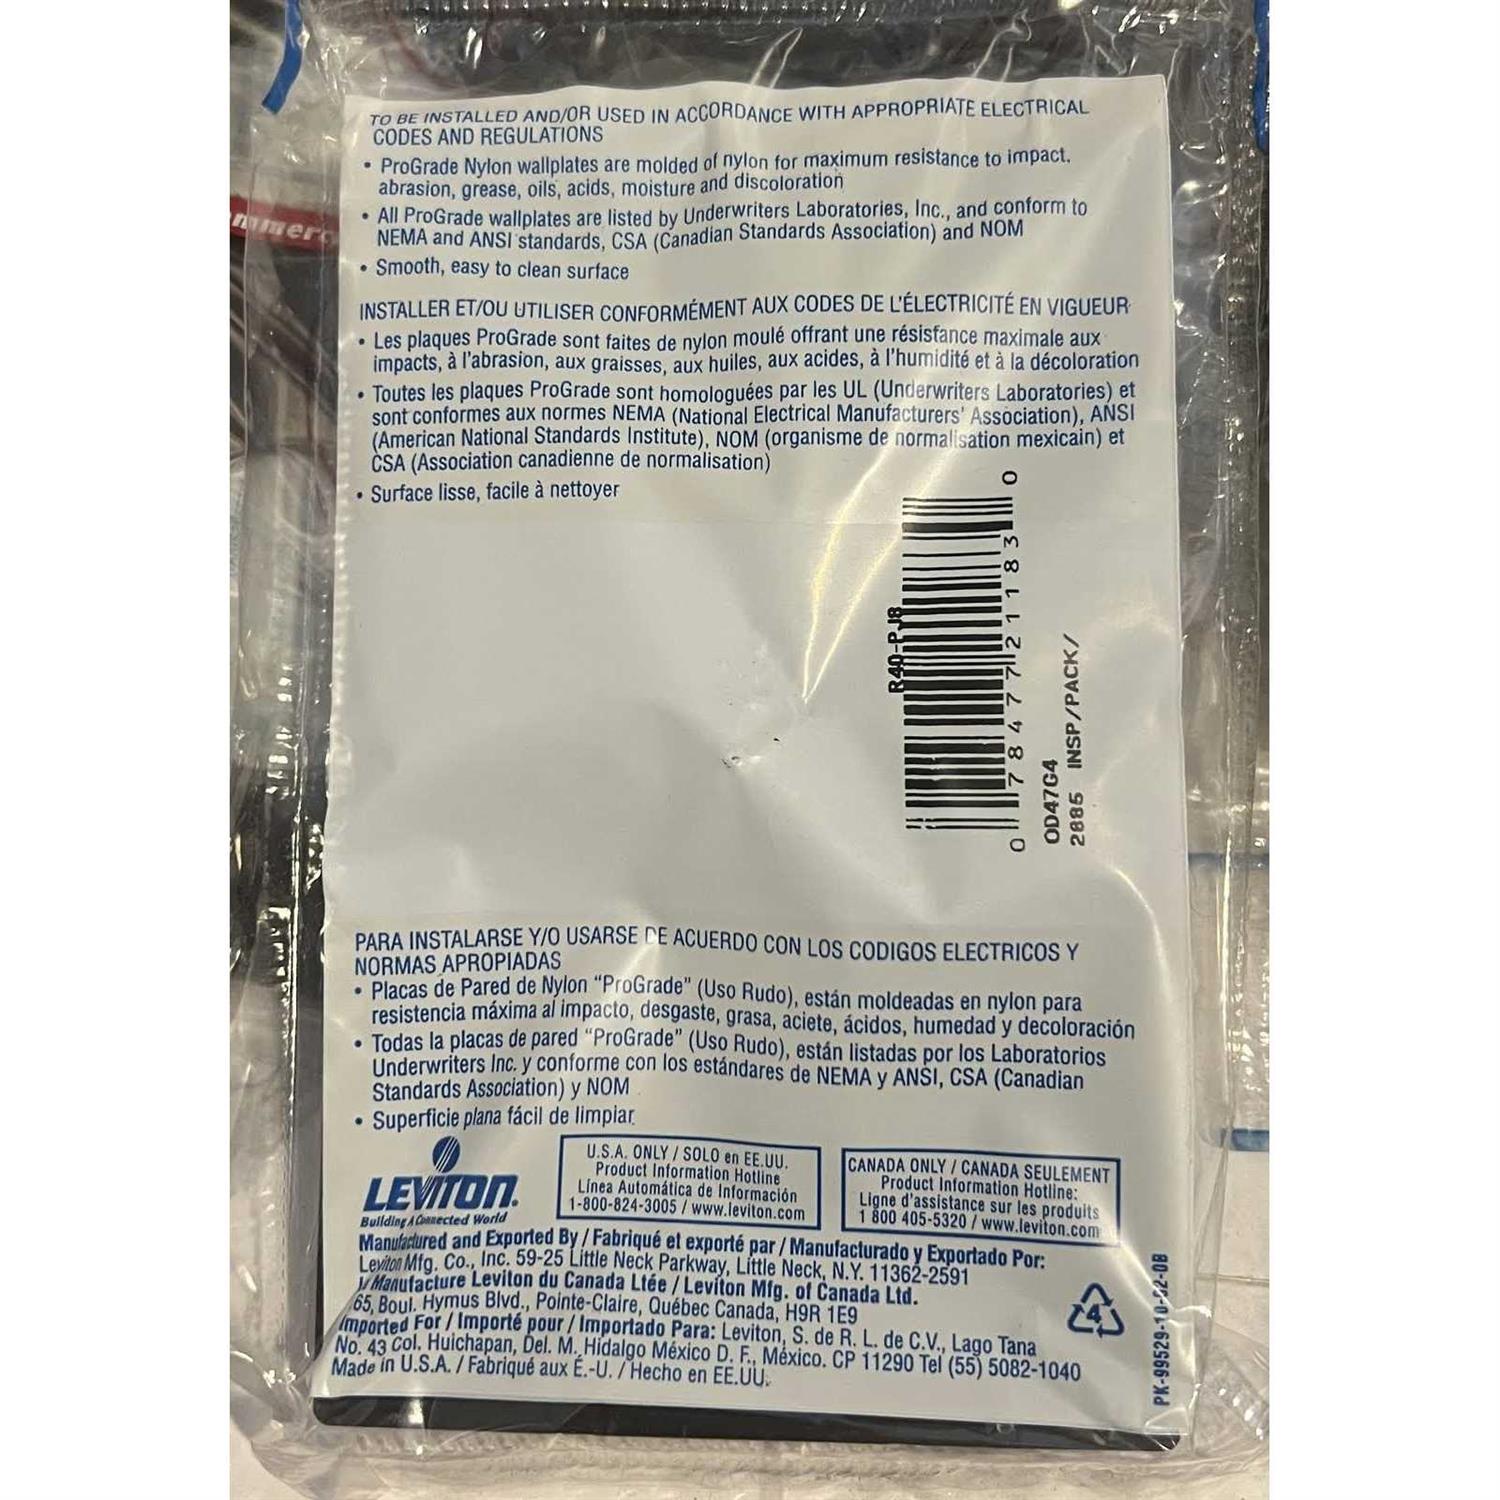 TO BE INSTALLED AND/OR USED IN ACCORDANCE WITH APPROPRIATE ELECTRICAL
CODES AND REGULATIONS
• ProGrade Nylon wallplates are molded of nylon for maximum resistance to impact.
abrasion, grease, oils, acids, moisture and discoloration
• All ProGrade wallplates are listed by Underwriters Laboratories, Inc., and conform to
NEMA and ANSI standards, CSA (Canadian Standards Association) and NOM
• Smooth, easy to clean surface
INSTALLER ET/OU UTILISER CONFORMÉMENT AUX CODES DE L'ÉLECTRICITÉ EN VIGUEUR
• Les plaques ProGrade sont faites de nylon moulé offrant une résistance maximale aux
impacts, à l'abrasion, aux graisses, aux huiles, aux acides, à l'humidité et à la décoloration
• Toutes les plaques ProGrade sont homologuées par les UL (Underwriters Laboratories) et
sont conformes aux normes NEMA (National Electrical Manufacturers' Association), ANSI
(American National Standards Institute), NOM (organisme de normalisation mexicain) et
CSA (Association canadienne de normalisation)
• Surface lisse, facile à nettoyer
R40-PJ8
0 78477 21183 0
OD47G4
2885 INSP/PACK/
PARA INSTALARSE Y/O USARSE DE ACUERDO CON LOS CODIGOS ELECTRICOS Y
NORMAS APROPIADAS
• Placas de Pared de Nylon “ProGrade” (Uso Rudo), están moldeadas en nylon para
resistencia máxima al impacto, desgaste, grasa, aciete, ácidos, humedad y decoloración
• Todas la placas de pared “ProGrade” (Uso Rudo), están listadas por los Laboratorios
Underwriters Inc. y conforme con los estándares de NEMA y ANSI, CSA (Canadian
Standards Association) y NOM
• Superficie plana fácil de limpiar
LEVITON®
Building A Connected World
U.S.A. ONLY / SOLO en EE.UU.
Product Information Hotline
Línea Automática de Información
1-800-824-3005 / www.leviton.com
CANADA ONLY / CANADA SEULEMENT
Product Information Hotline:
Ligne d'assistance sur les produits
1 800 405-5320 / www.leviton.com
Manufactured and Exported By / Fabriqué et exporté par / Manufacturado y Exportado Por:
Leviton Mfg. Co., Inc. 59-25 Little Neck Parkway, Little Neck, N.Y. 11362-2591
Manufacture Leviton du Canada Ltée / Leviton Mfg. of Canada Ltd.
65, Boul. Hymus Blvd., Pointe-Claire, Québec Canada, H9R 1E9
Imported For / Importé pour / Importado Para: Leviton, S. de R. L. de C.V., Lago Tana
No. 43 Col. Huichapan, Del. M. Hidalgo México D. F., México. CP 11290 Tel (55) 5082-1040
Made in U.S.A. / Fabriqué aux É.-U. / Hecho en EE.UU.
4
PK-99529-10-02-0B